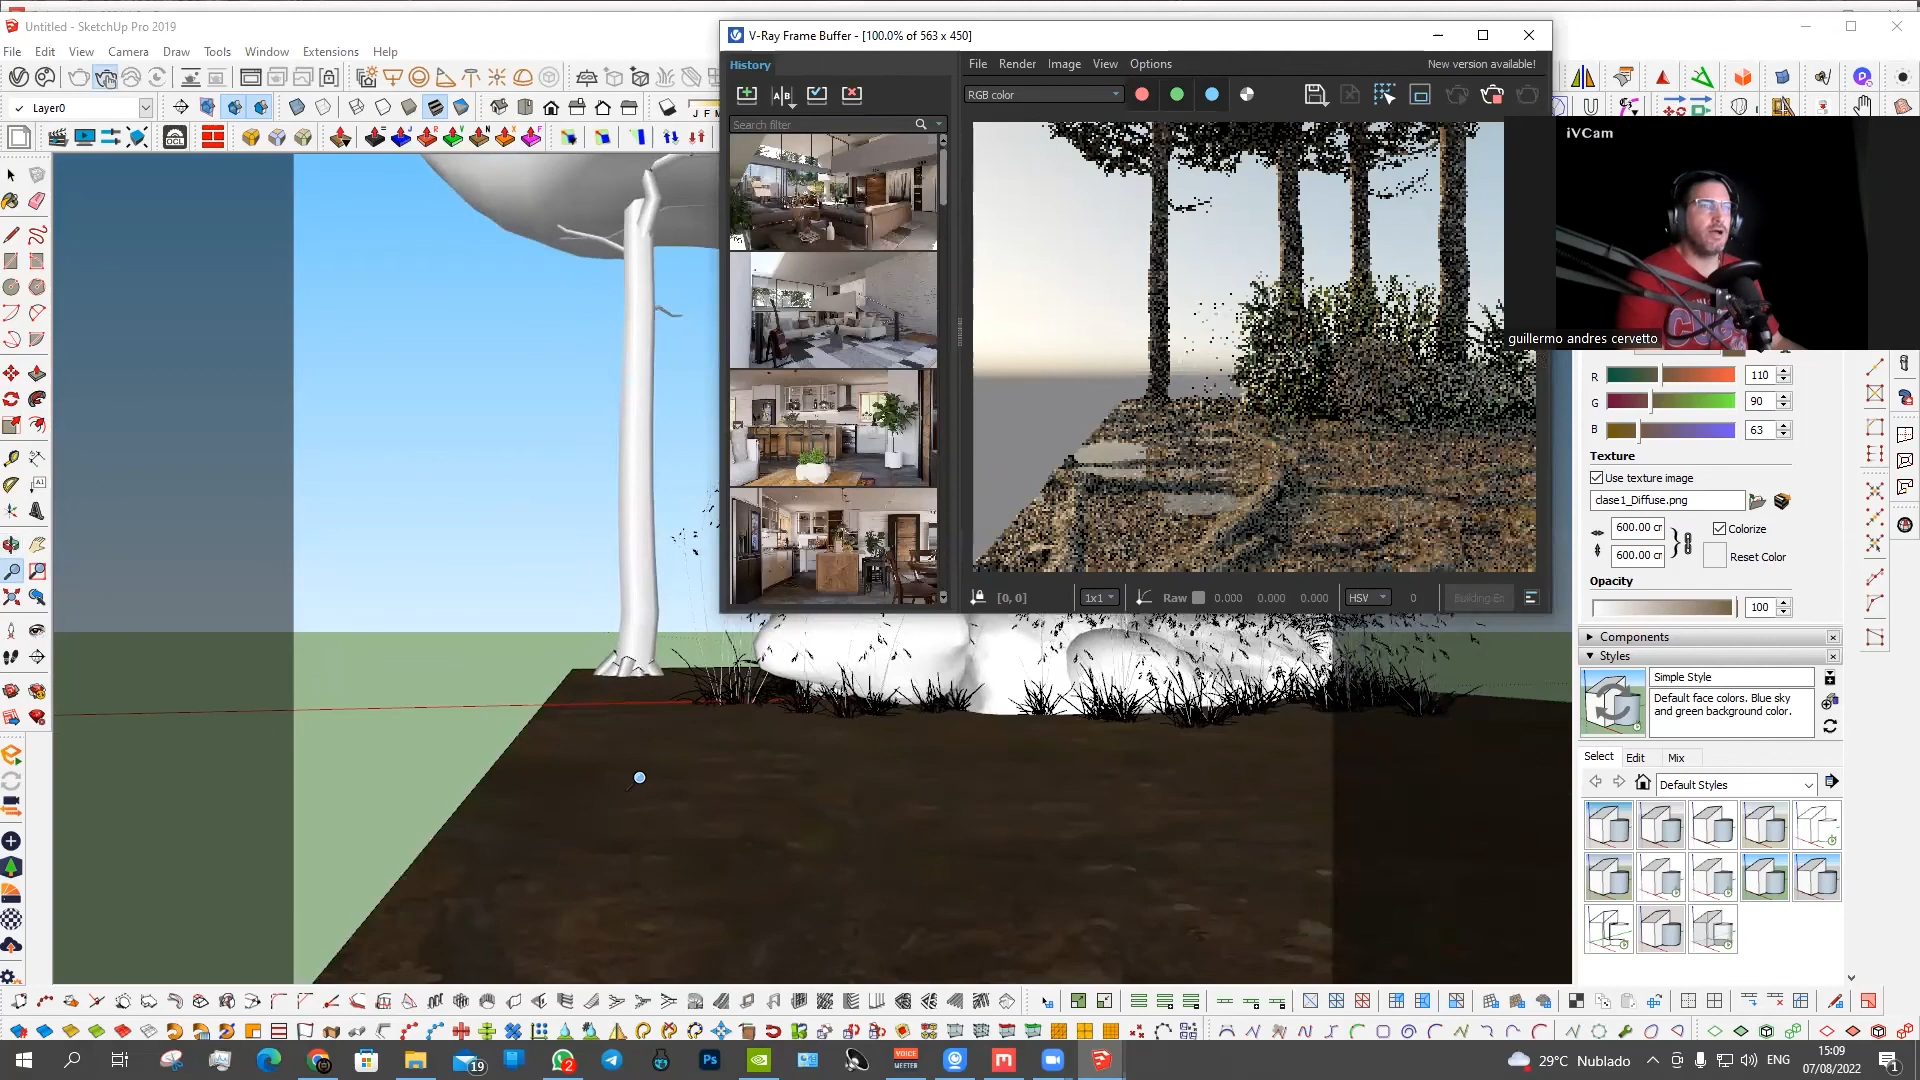 Untitled - SketchUp Pro 2019
File Edit View Camera Draw Tools Window Extensions Help
Layer0
V-Ray Frame Buffer - [100.0% of 563 x 450]
History
File Render Image View Options
New version available!
RGB color
Search filter
[0, 0]
1x1
Raw
0.000 0.000 0.000
HSV
0
iVCam
guillermo andres cervetto
R 110
G 90
B 63
Texture
Use texture image
clase1_Diffuse.png
600.00 cr
Colorize
600.00 cr
Reset Color
Opacity
100
Components
Styles
Simple Style
Default face colors. Blue sky
and green background color.
Select Edit Mix
Default Styles
19
2
VOICE
MEETER
29°C Nublado
ENG
15:09
07/08/2022
1